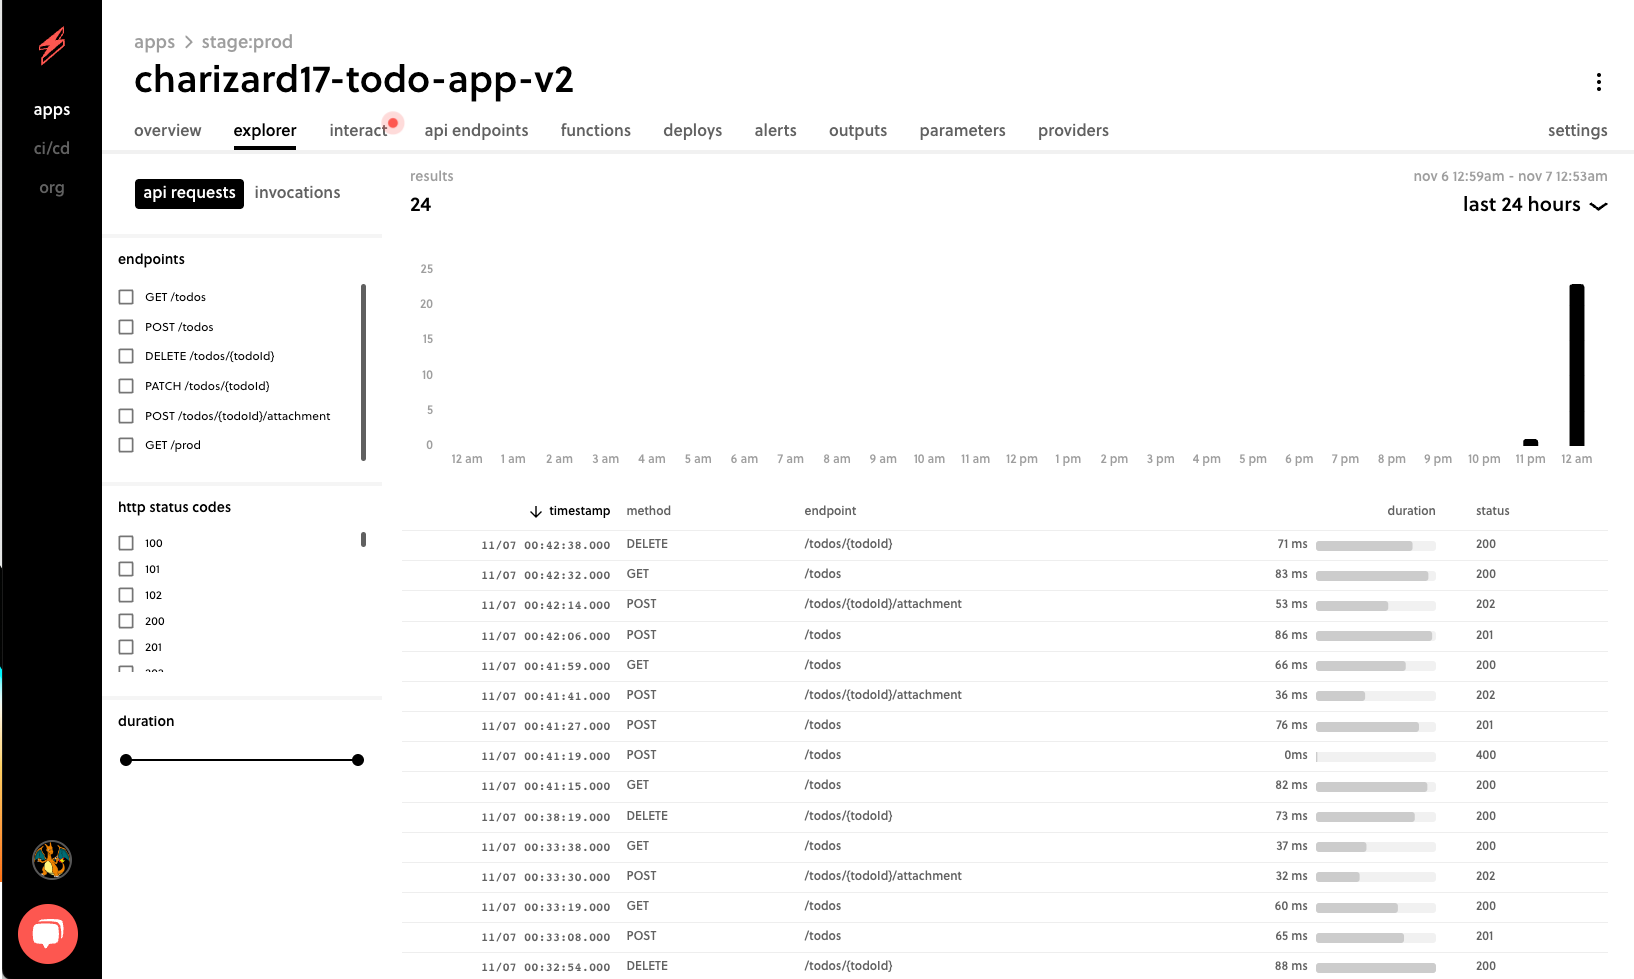 apps > stage:prod
charizard17-todo-app-v2
overview explorer interact api endpoints functions deploys alerts outputs parameters providers settings
apps
ci/cd
org
api requests invocations
endpoints
GET /todos
POST /todos
DELETE /todos/{todoId}
PATCH /todos/{todoId}
POST /todos/{todoId}/attachment
GET /prod
http status codes
100
101
102
200
201
duration
results
24
nov 6 12:59am - nov 7 12:53am
last 24 hours
25
20
15
10
5
0
12 am 1 am 2 am 3 am 4 am 5 am 6 am 7 am 8 am 9 am 10 am 11 am 12 pm 1 pm 2 pm 3 pm 4 pm 5 pm 6 pm 7 pm 8 pm 9 pm 10 pm 11 pm 12 am
timestamp method endpoint duration status
11/07 00:42:38.000 DELETE /todos/{todoId} 71 ms 200
11/07 00:42:32.000 GET /todos 83 ms 200
11/07 00:42:14.000 POST /todos/{todoId}/attachment 53 ms 202
11/07 00:42:06.000 POST /todos 86 ms 201
11/07 00:41:59.000 GET /todos 66 ms 200
11/07 00:41:41.000 POST /todos/{todoId}/attachment 36 ms 202
11/07 00:41:27.000 POST /todos 76 ms 201
11/07 00:41:19.000 POST /todos 0ms 400
11/07 00:41:15.000 GET /todos 82 ms 200
11/07 00:38:19.000 DELETE /todos/{todoId} 73 ms 200
11/07 00:33:38.000 GET /todos 37 ms 200
11/07 00:33:30.000 POST /todos/{todoId}/attachment 32 ms 202
11/07 00:33:19.000 GET /todos 60 ms 200
11/07 00:33:08.000 POST /todos 65 ms 201
11/07 00:32:54.000 DELETE /todos/{todoId} 88 ms 200